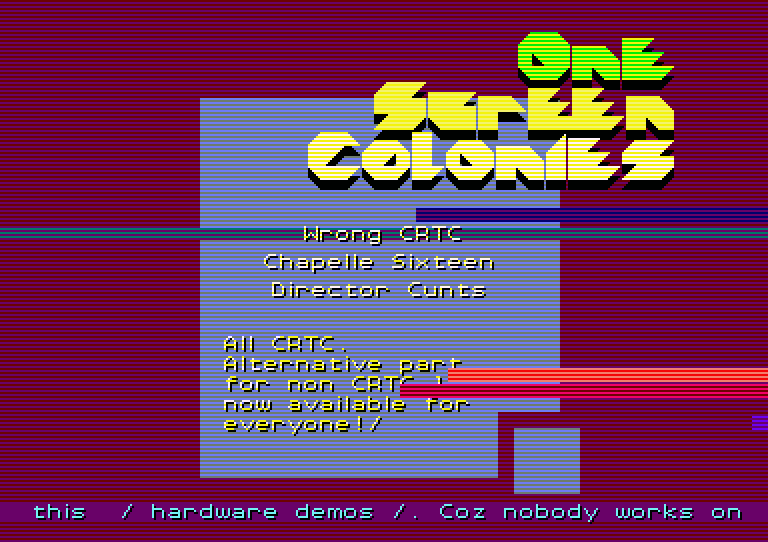 OnE
ScrEEn
ColoniES
Wrong CRTC
Chapelle Sixteen
Director Cunts
All CRTC.
Alternative part
for non CRTC 1
now available for
everyone!/
this / hardware demos /. Coz nobody works on